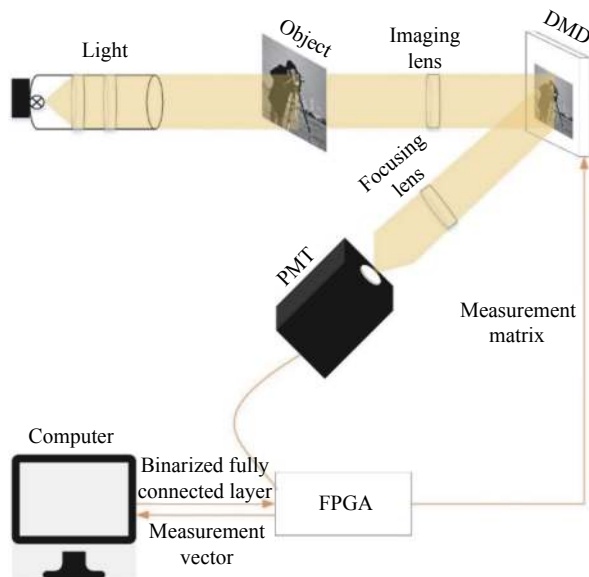 Light
Object
Imaging
lens
DMD
Focusing
lens
PMT
Measurement
matrix
Computer
Binarized fully
connected layer
FPGA
Measurement
vector